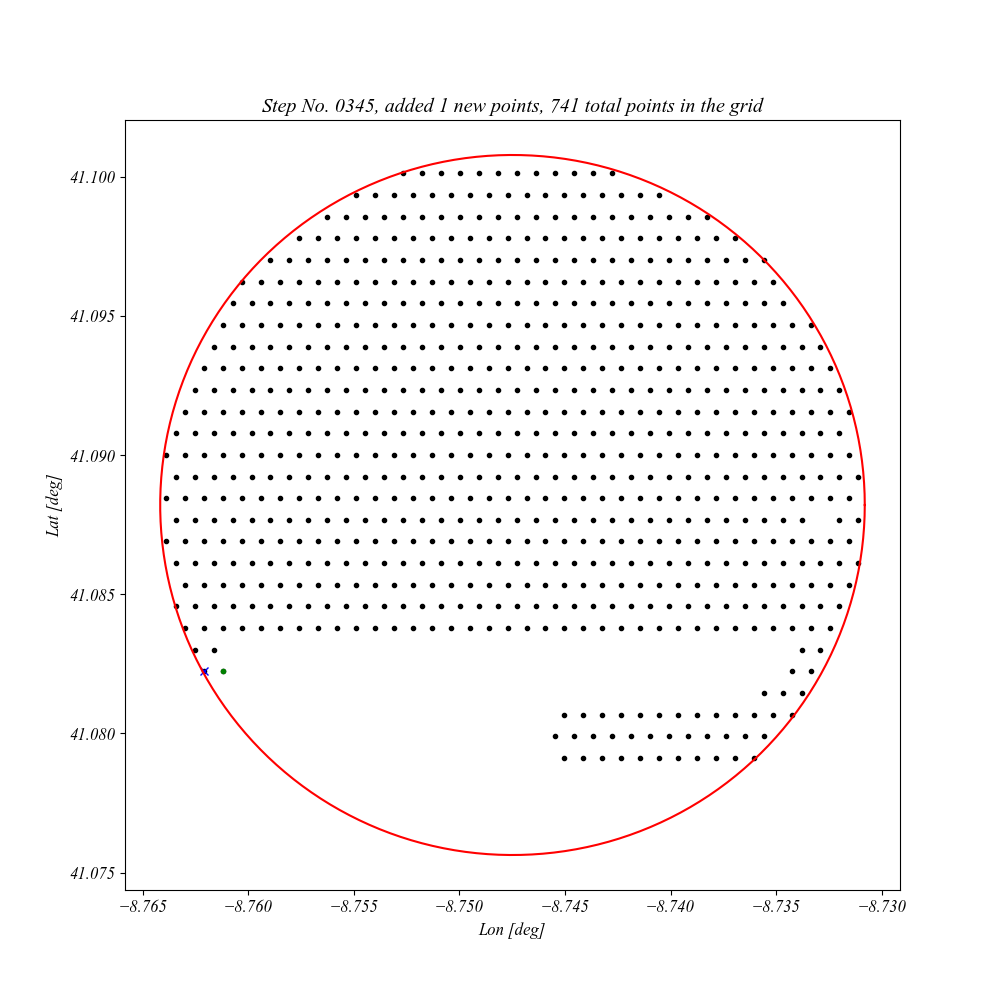 Step No. 0345, added 1 new points, 741 total points in the grid
41.100
41.095
41.090
41.085
41.080
41.075
Lat [deg]
−8.765 −8.760 −8.755 −8.750 −8.745 −8.740 −8.735 −8.730
Lon [deg]